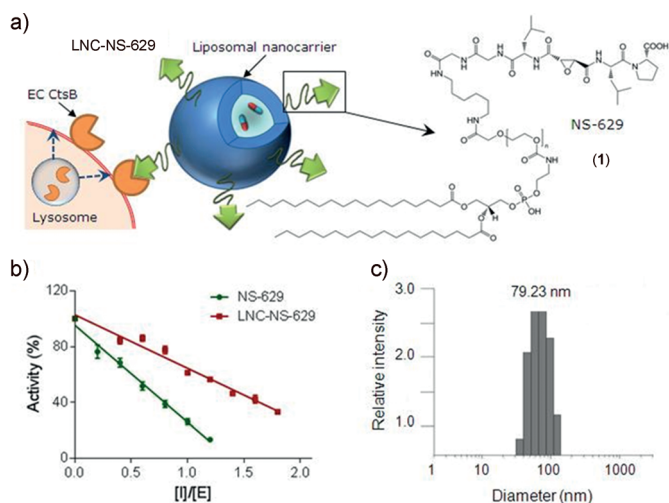 a)
LNC-NS-629
Liposomal nanocarrier
EC CtsB
Lysosome
COOH
NS-629
(1)
b)
NS-629
LNC-NS-629
Activity (%)
120
80
40
0
0.0 0.5 1.0 1.5 2.0
[I]/[E]
c)
79.23 nm
Relative intensity
3.0
2.0
1.0
1 10 100 1000
Diameter (nm)